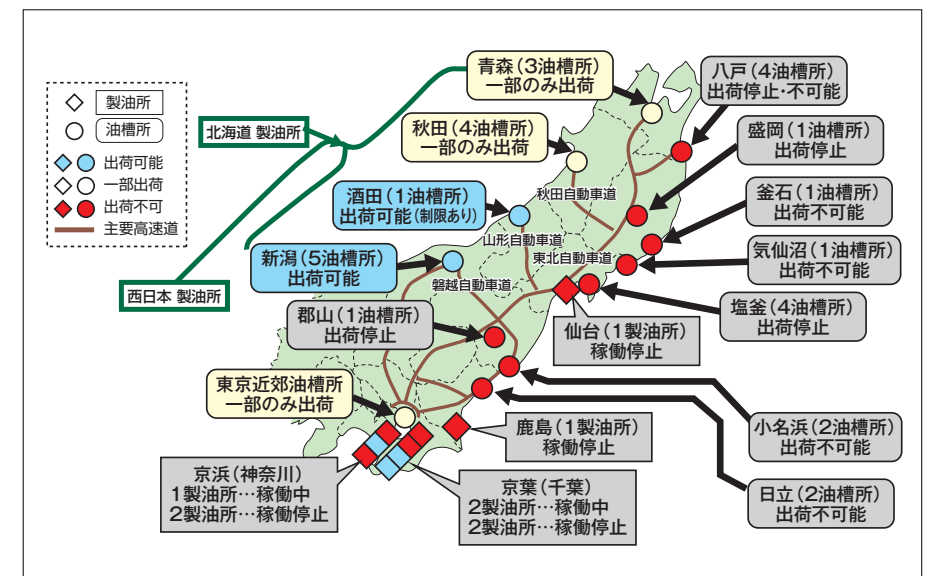 製油所
油槽所
出荷可能
一部出荷
出荷不可
主要高速道
北海道 製油所
西日本 製油所
青森（3油槽所）
一部のみ出荷
秋田（4油槽所）
一部のみ出荷
酒田（1油槽所）
出荷可能（制限あり）
新潟（5油槽所）
出荷可能
郡山（1油槽所）
出荷停止
東京近郊油槽所
一部のみ出荷
京浜（神奈川）
1製油所…稼働中
2製油所…稼働停止
京葉（千葉）
2製油所…稼働中
2製油所…稼働停止
鹿島（1製油所）
稼働停止
仙台（1製油所）
稼働停止
秋田自動車道
山形自動車道
東北自動車道
磐越自動車道
八戸（4油槽所）
出荷停止・不可能
盛岡（1油槽所）
出荷停止
釜石（1油槽所）
出荷不可能
気仙沼（1油槽所）
出荷不可能
塩釜（4油槽所）
出荷停止
小名浜（2油槽所）
出荷不可能
日立（2油槽所）
出荷不可能